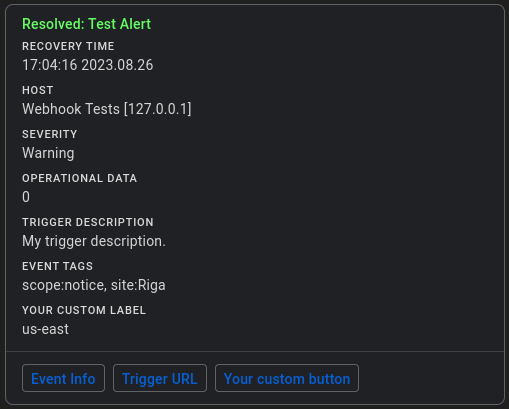 Resolved: Test Alert
RECOVERY TIME
17:04:16 2023.08.26
HOST
Webhook Tests [127.0.0.1]
SEVERITY
Warning
OPERATIONAL DATA
0
TRIGGER DESCRIPTION
My trigger description.
EVENT TAGS
scope:notice, site:Riga
YOUR CUSTOM LABEL
us-east
Event Info Trigger URL Your custom button